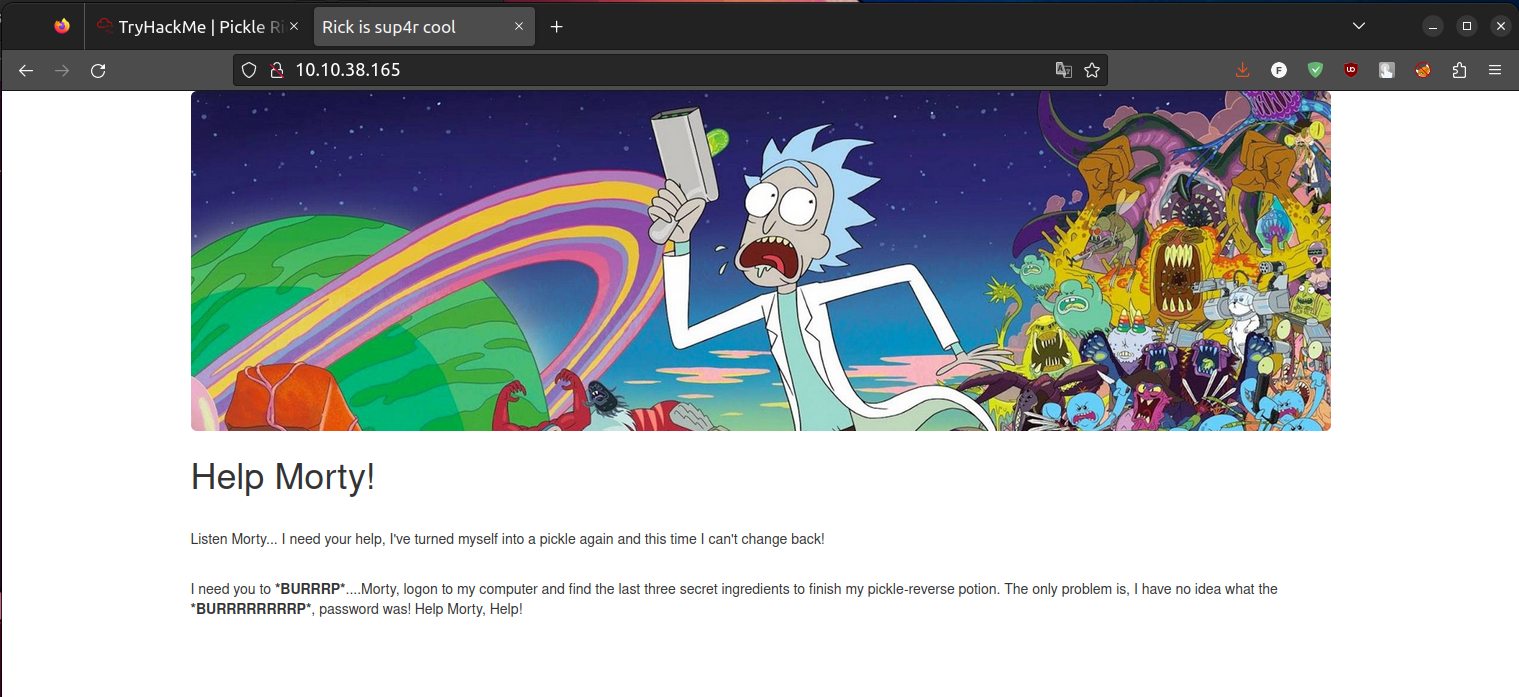 TryHackMe | Pickle Ri
Rick is sup4r cool
10.10.38.165
F
UD
Help Morty!
Listen Morty... I need your help, I've turned myself into a pickle again and this time I can't change back!
I need you to *BURRRP*....Morty, logon to my computer and find the last three secret ingredients to finish my pickle-reverse potion. The only problem is, I have no idea what the
*BURRRRRRRRP*, password was! Help Morty, Help!